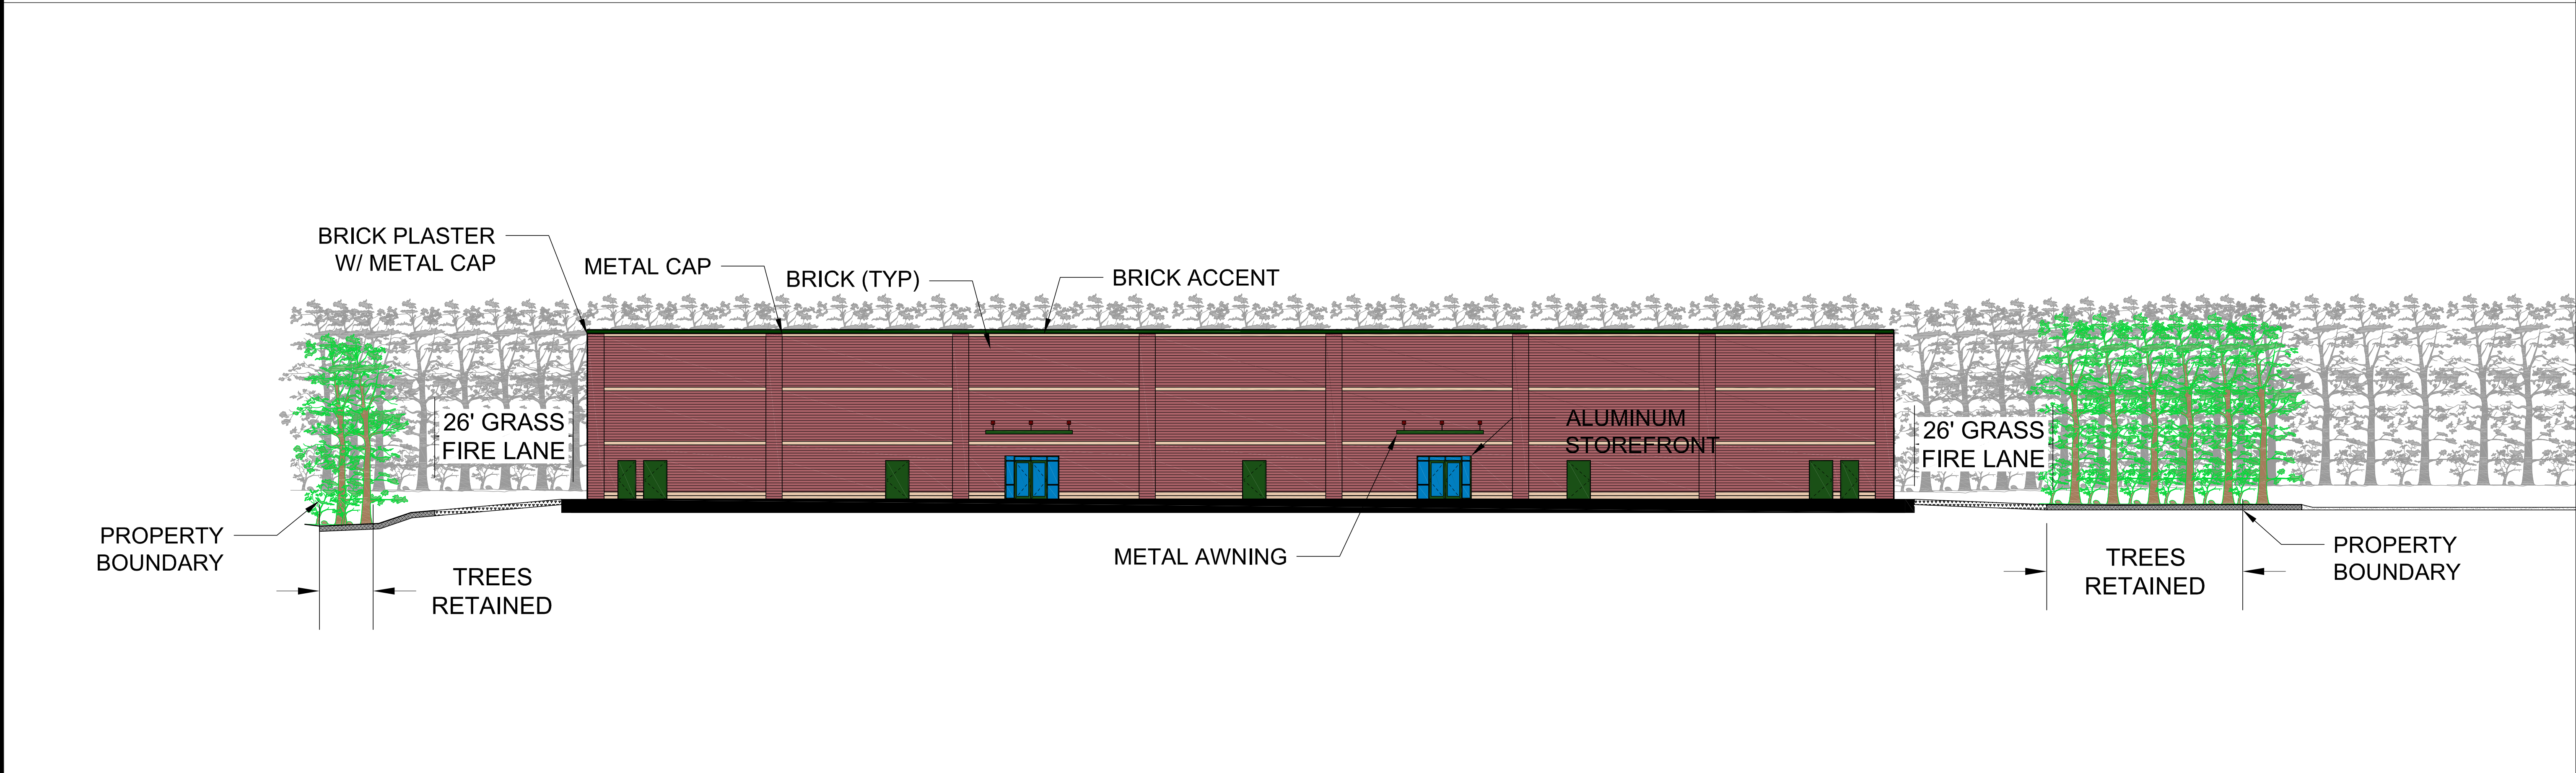 BRICK PLASTER
W/ METAL CAP
METAL CAP
BRICK (TYP)
BRICK ACCENT
26' GRASS
FIRE LANE
ALUMINUM
STOREFRONT
26' GRASS
FIRE LANE
PROPERTY
BOUNDARY
TREES
RETAINED
METAL AWNING
TREES
RETAINED
PROPERTY
BOUNDARY